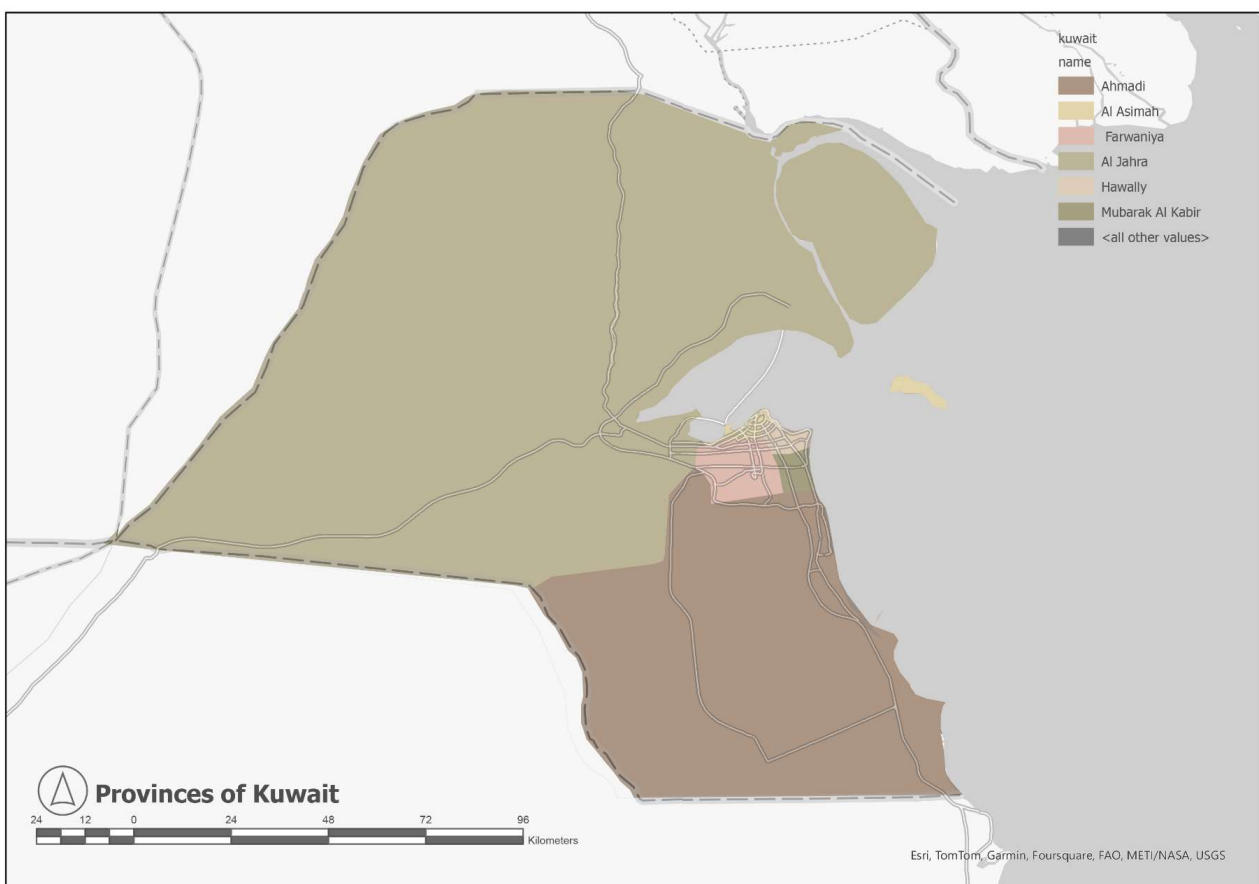 kuwait
name
Ahmadi
Al Asimah
Farwaniya
Al Jahra
Hawally
Mubarak Al Kabir
<all other values>
Provinces of Kuwait
24 12 0 24 48 72 96
Kilometers
Esri, TomTom, Garmin, Foursquare, FAO, METI/NASA, USGS